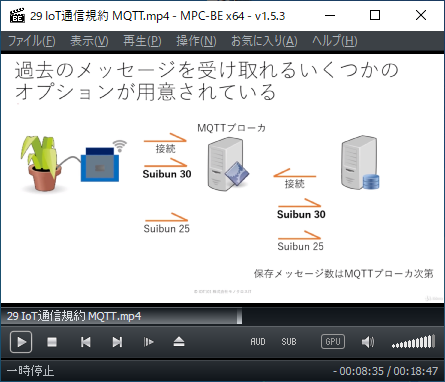 29 IoT通信規約 MQTT.mp4 - MPC-BE x64 - v1.5.3
ファイル(F) 表示(V) 再生(P) 操作(N) お気に入り(A) ヘルプ(H)
過去のメッセージを受け取れるいくつかの
オプションが用意されている
MQTTブローカ
接続
Suibun 30
接続
Suibun 30
Suibun 25
Suibun 25
保存メッセージ数はMQTTブローカ次第
29 IoT通信規約 MQTT.mp4
AUD SUB GPU
一時停止
- 00:08:35 / 00:18:47